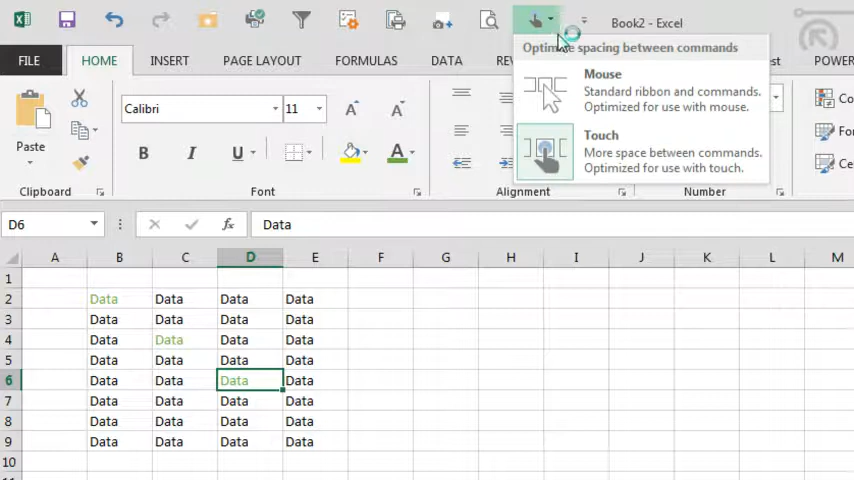 Book2 - Excel
FILE HOME INSERT PAGE LAYOUT FORMULAS DATA
Optimize spacing between commands
Mouse
Standard ribbon and commands.
Optimized for use with mouse.
Touch
More space between commands.
Optimized for use with touch.
POWER
Calibri 11
Paste
B I U A
Fo
Ce
Clipboard Font Alignment Number
D6 fx Data
A B C D E F G H I J K L M
1
2 Data Data Data Data
3 Data Data Data Data
4 Data Data Data Data
5 Data Data Data Data
6 Data Data Data Data
7 Data Data Data Data
8 Data Data Data Data
9 Data Data Data Data
10